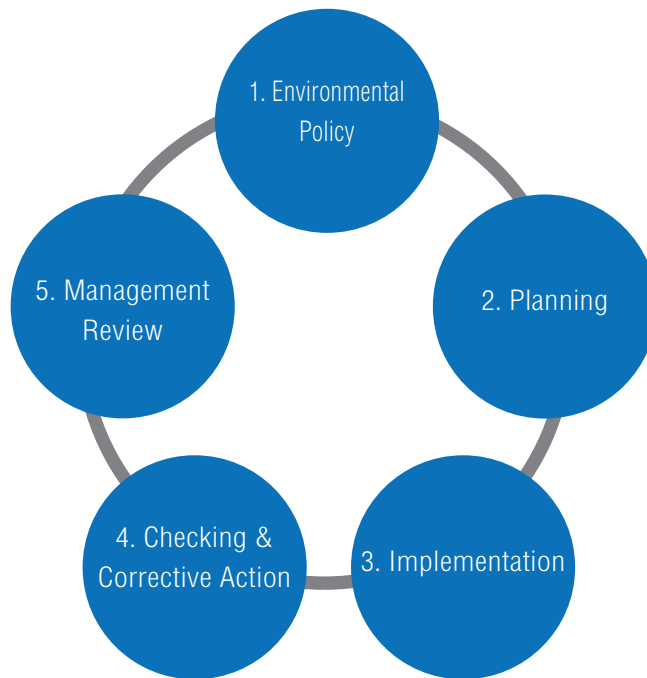 1. Environmental
Policy
2. Planning
3. Implementation
4. Checking &
Corrective Action
5. Management
Review